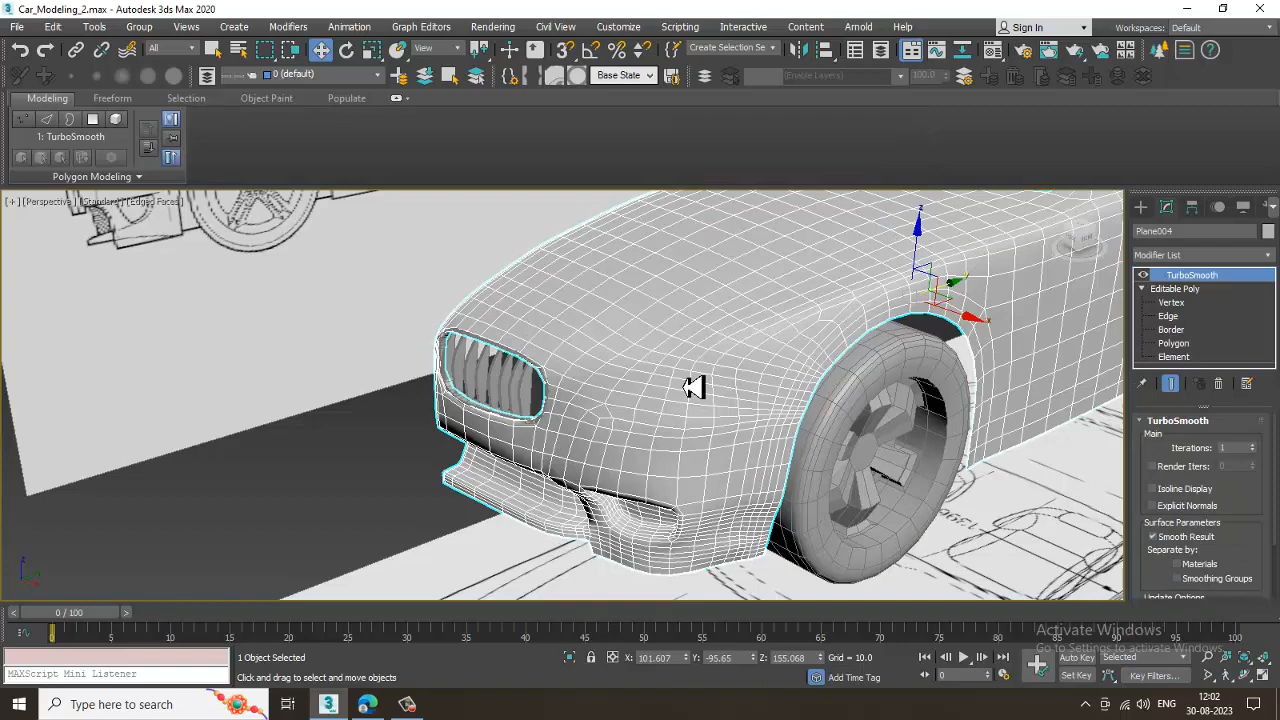 Car_Modeling_2.max - Autodesk 3ds Max 2020
File Edit Tools Group Views Create Modifiers Animation Graph Editors Rendering Civil View Customize Scripting Interactive Content Arnold Help Sign In Workspaces: Default
All View Create Selection Se
0 (default) Base State (Enable Layers) 100.0
Modeling Freeform Selection Object Paint Populate
1: TurboSmooth
Polygon Modeling
[+] [Perspective] [Standard] [Edged Faces]
Plane004
Modifier List
TurboSmooth
Editable Poly
Vertex
Edge
Border
Polygon
Element
TurboSmooth
Main
Iterations: 1
Render Iters: 0
Isoline Display
Explicit Normals
Surface Parameters
Smooth Result
Separate by:
Materials
Smoothing Groups
Update Options
z
x
z
0 / 100
0 5 10 15 20 25 30 35 40 45 50 55 60 65 70 75 80 85 90 95 100
Activate Windows
Go to Settings to activate Windows.
1 Object Selected X: 101.607 Y: -95.65 Z: 155.068 Grid = 10.0 Auto Key Selected
MAXScript Mini Listener Click and drag to select and move objects Add Time Tag 0 Set Key Key Filters...
Type here to search ENG 12:02
30-08-2023